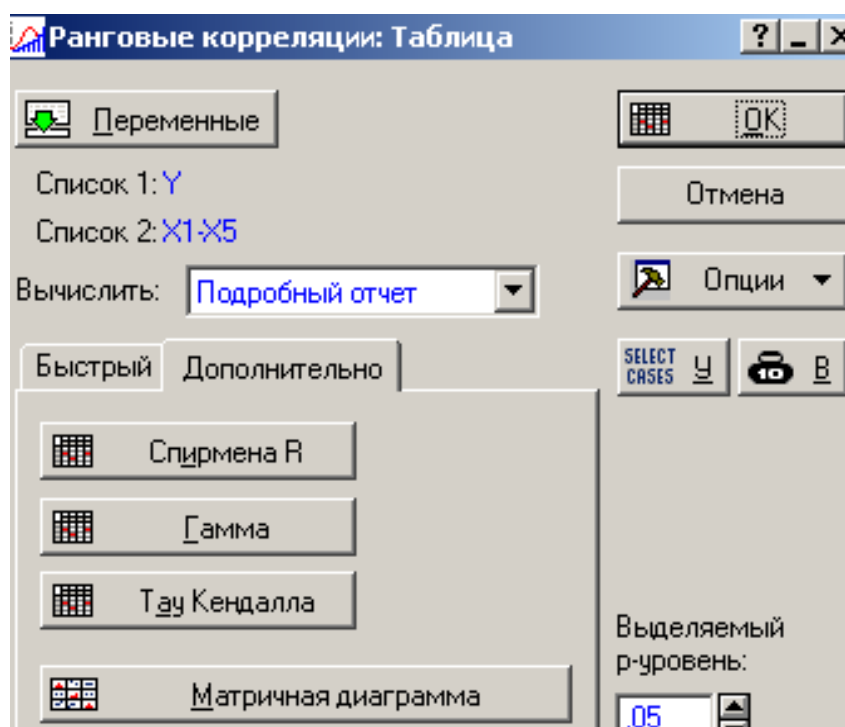 Ранговые корреляции: Таблица
Переменные
OK
Список 1: Y
Отмена
Список 2: X1-X5
Вычислить: Подробный отчет
Опции
Быстрый
Дополнительно
SELECT CASES У
10 В
Спирмена R
Гамма
Тау Кендалла
Выделяемый
p-уровень:
Матричная диаграмма
.05